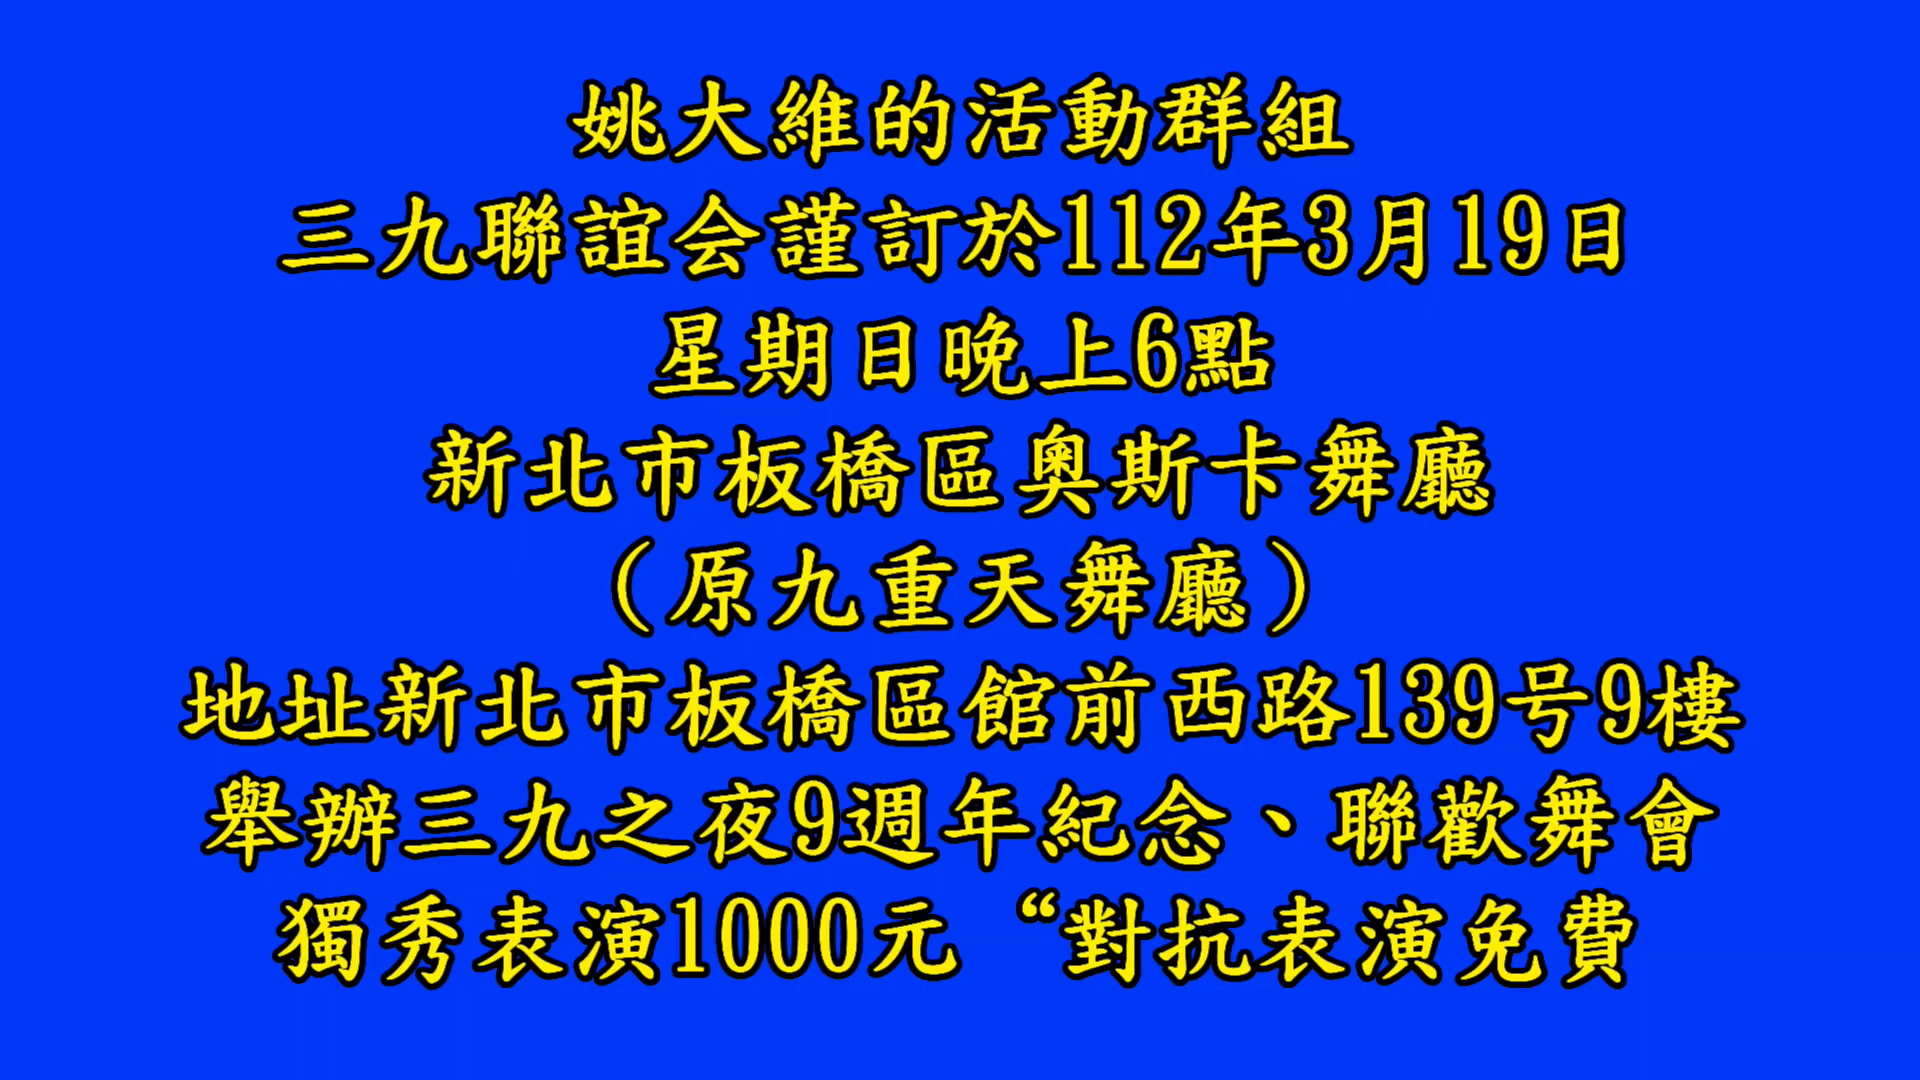 姚大維的活動群組
三九聯誼会謹訂於112年3月19日
星期日晚上6點
新北市板橋區奧斯卡舞廳
（原九重天舞廳）
地址新北市板橋區館前西路139号9樓
舉辦三九之夜9週年紀念、聯歡舞會
獨秀表演1000元“對抗表演免費